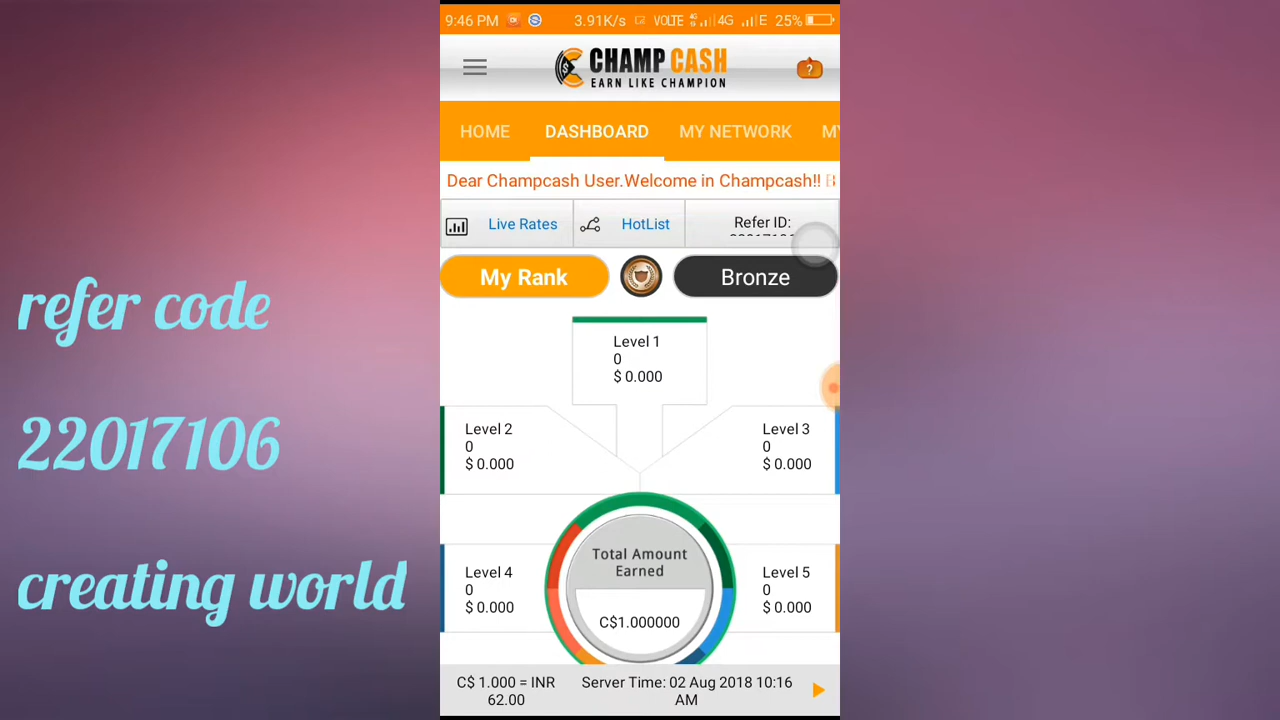 9:46 PM 3.91K/s VOLTE 4G 4G E 25%
CHAMP CASH
EARN LIKE CHAMPION
HOME DASHBOARD MY NETWORK MY
Dear Champcash User.Welcome in Champcash!!
Live Rates HotList Refer ID:
My Rank Bronze
Level 1
0
$ 0.000
Level 2
0
$ 0.000
Level 3
0
$ 0.000
Total Amount
Earned
C$1.000000
Level 4
0
$ 0.000
Level 5
0
$ 0.000
C$ 1.000 = INR
62.00
Server Time: 02 Aug 2018 10:16
AM
refer code
22017106
creating world